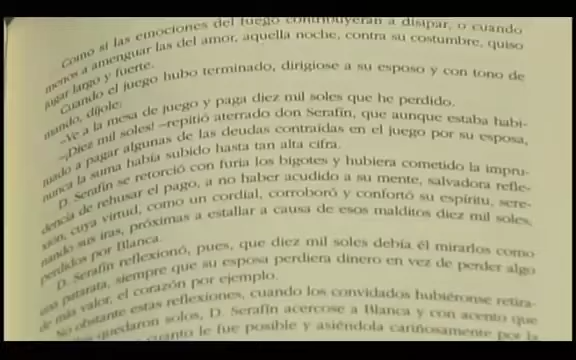 Como si las emociones del fuego contribuyeran a disipar, o cuando
menos a amenguar las del amor, aquella noche, contra su costumbre, quiso
jugar largo y fuerte.
Cuando el juego hubo terminado, dirigiose a su esposo y con tono de
mando, díjole:
–Ve a la mesa de juego y paga diez mil soles que he perdido.
–¡Diez mil soles! –repitió aterrado don Serafín, que aunque estaba habi-
tuado a pagar algunas de las deudas contraídas en el juego por su esposa,
nunca la suma había subido hasta tan alta cifra.
D. Serafín se retorció con furia los bigotes y hubiera cometido la impru-
dencia de rehusar el pago, a no haber acudido a su mente, salvadora refle-
xión, cuya virtud, como un cordial, corroboró y confortó su espíritu, sere-
nando sus iras, próximas a estallar a causa de esos malditos diez mil soles,
perdidos por Blanca.
D. Serafín reflexionó, pues, que diez mil soles debía él mirarlos como
una patarata, siempre que su esposa perdiera dinero en vez de perder algo
de más valor, el corazón por ejemplo.
No obstante estas reflexiones, cuando los convidados hubiéronse retira-
quedaron solos, D. Serafín acercose a Blanca y con acento que
cuanto le fue posible y asiéndola cariñosamente por la